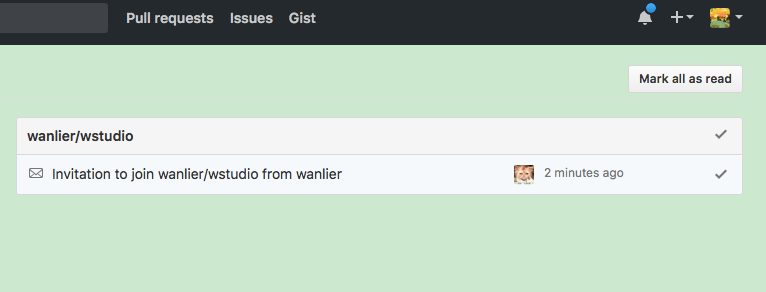 Pull requests Issues Gist
Mark all as read
wanlier/wstudio
Invitation to join wanlier/wstudio from wanlier 2 minutes ago